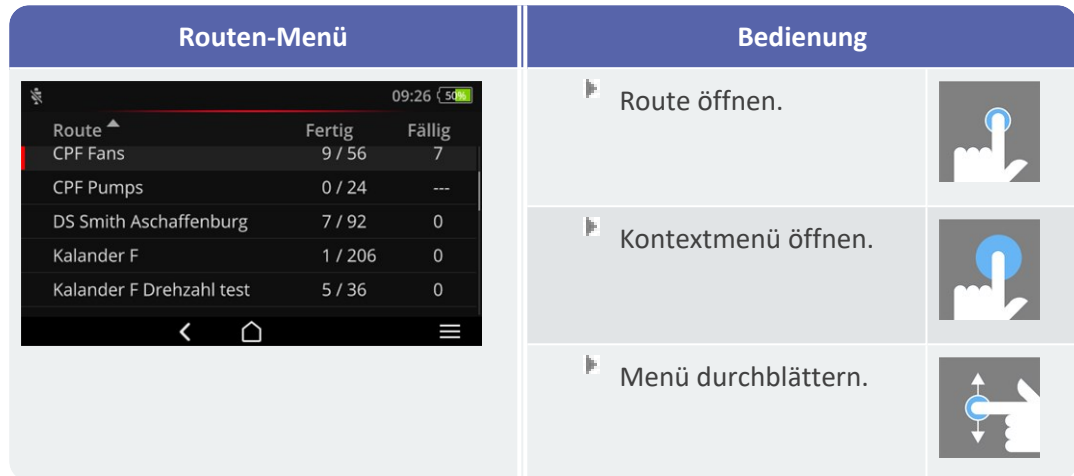 Routen-Menü
Bedienung
09:26 50%
Route Fertig Fällig
CPF Fans 9 / 56 7
CPF Pumps 0 / 24 ---
DS Smith Aschaffenburg 7 / 92 0
Kalander F 1 / 206 0
Kalander F Drehzahl test 5 / 36 0
Route öffnen.
Kontextmenü öffnen.
Menü durchblättern.